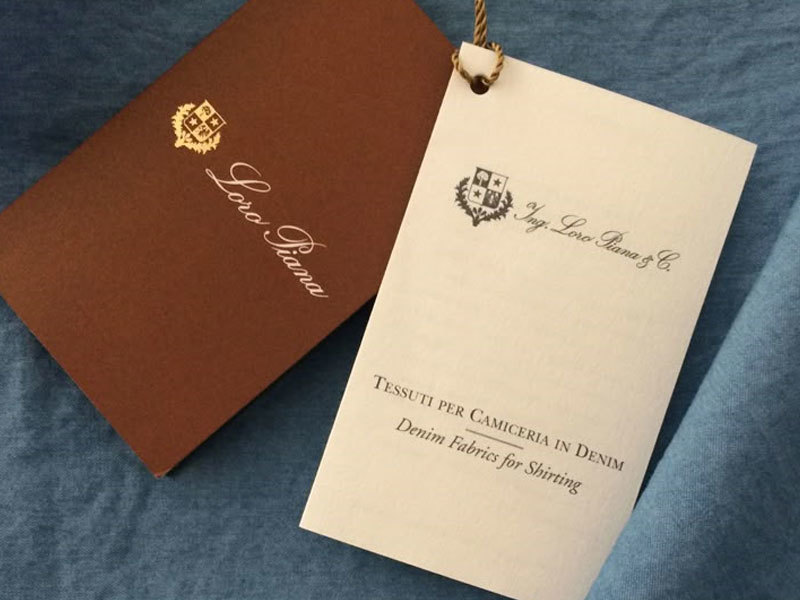 Loro Piana
Ing. Loro Piana & C.
TESSUTI PER CAMICERIA IN DENIM
Denim Fabrics for Shirting